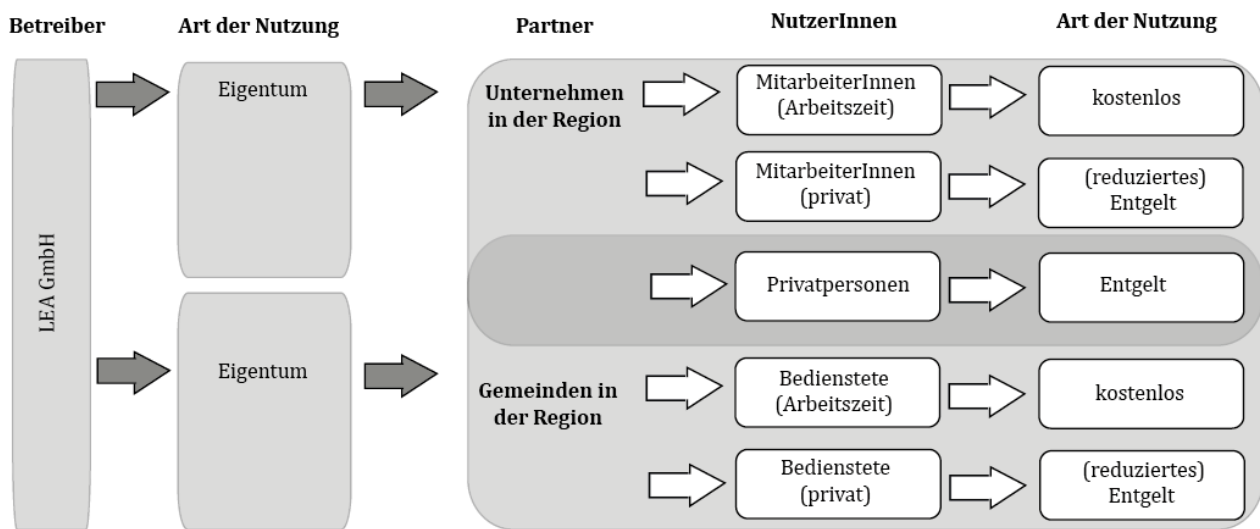 Betreiber
Art der Nutzung
Partner
NutzerInnen
Art der Nutzung
LEA GmbH
Eigentum
Unternehmen
in der Region
MitarbeiterInnen
(Arbeitszeit)
kostenlos
MitarbeiterInnen
(privat)
(reduziertes)
Entgelt
Privatpersonen
Entgelt
Eigentum
Gemeinden in
der Region
Bedienstete
(Arbeitszeit)
kostenlos
Bedienstete
(privat)
(reduziertes)
Entgelt